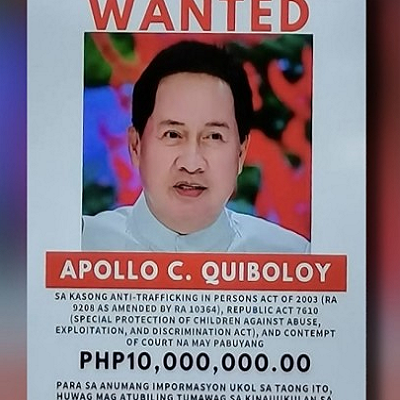 WANTED
APOLLO C. QUIBOLOY
SA KASONG ANTI-TRAFFICKING IN PERSONS ACT OF 2003 (RA
9208 AS AMENDED BY RA 10364), REPUBLIC ACT 7610
(SPECIAL PROTECTION OF CHILDREN AGAINST ABUSE,
EXPLOITATION, AND DISCRIMINATION ACT), AND CONTEMPT
OF COURT NA MAY PABUYANG
PHP10,000,000.00
PARA SA ANUMANG IMPORMASYON UKOL SA TAONG ITO,
HUWAG MAG ATUBILING TUMAWAG SA KINAUUKULAN SA